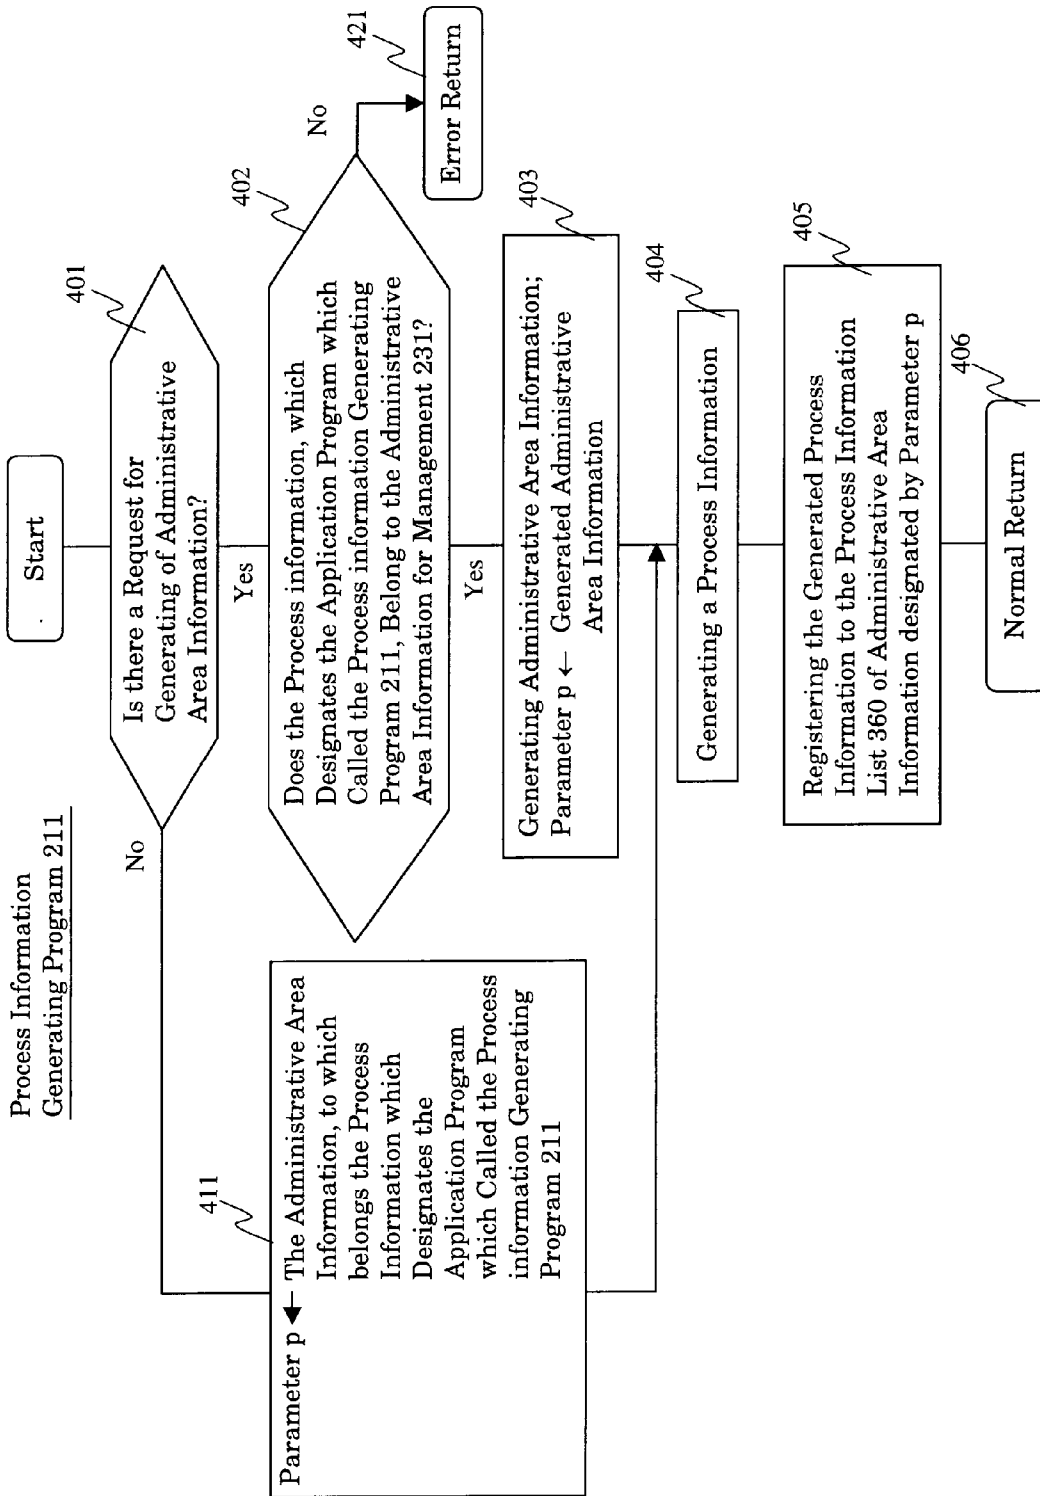 Process Information
Generating Program 211
Start
401
Is there a Request for
Generating of Administrative
Area Information?
No
Yes
402
Does the Process information, which
Designates the Application Program which
Called the Process information Generating
Program 211, Belong to the Administrative
Area Information for Management 231?
No
421
Error Return
Yes
411
Parameter p ← The Administrative Area
Information, to which
belongs the Process
Information which
Designates the
Application Program
which Called the Process
information Generating
Program 211
403
Generating Administrative Area Information;
Parameter p ← Generated Administrative
Area Information
404
Generating a Process Information
405
Registering the Generated Process
Information to the Process Information
List 360 of Administrative Area
Information designated by Parameter p
406
Normal Return